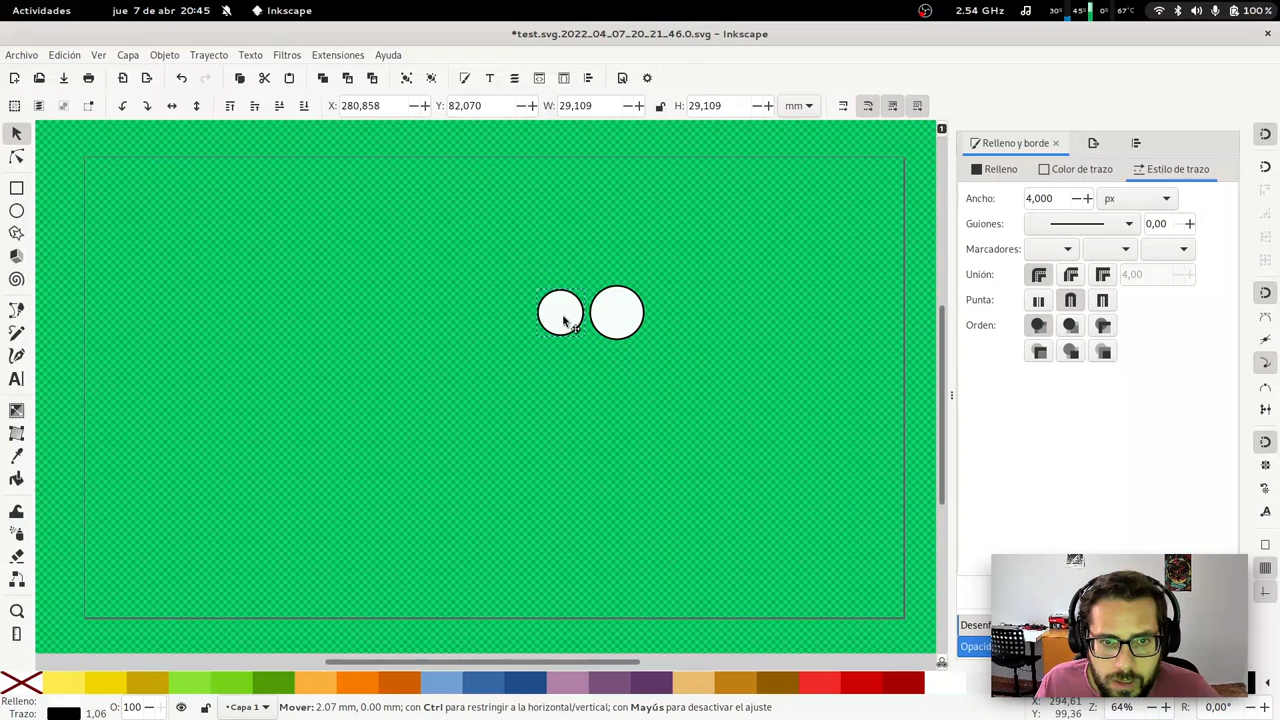 Actividades jue 7 de abr 20:45 Inkscape 2.54 GHz 30% 45% 0% 67°C 100 %
*test.svg.2022_04_07_20_21_46.0.svg – Inkscape
Archivo Edición Ver Capa Objeto Trayecto Texto Filtros Extensiones Ayuda
X: 280,858 Y: 82,070 W: 29,109 H: 29,109 mm
1
Relleno y borde
Relleno Color de trazo Estilo de trazo
Ancho: 4,000 px
Guiones: 0,00
Marcadores:
Unión: 4,00
Punta:
Orden:
Desenf
Opacid
Relleno:
Trazo: 1,06
O: 100 Capa 1 Mover: 2.07 mm, 0.00 mm; con Ctrl para restringir a la horizontal/vertical; con Mayús para desactivar el ajuste
X: 294,61
Y: 99,36
Z: 64% R: 0,00°